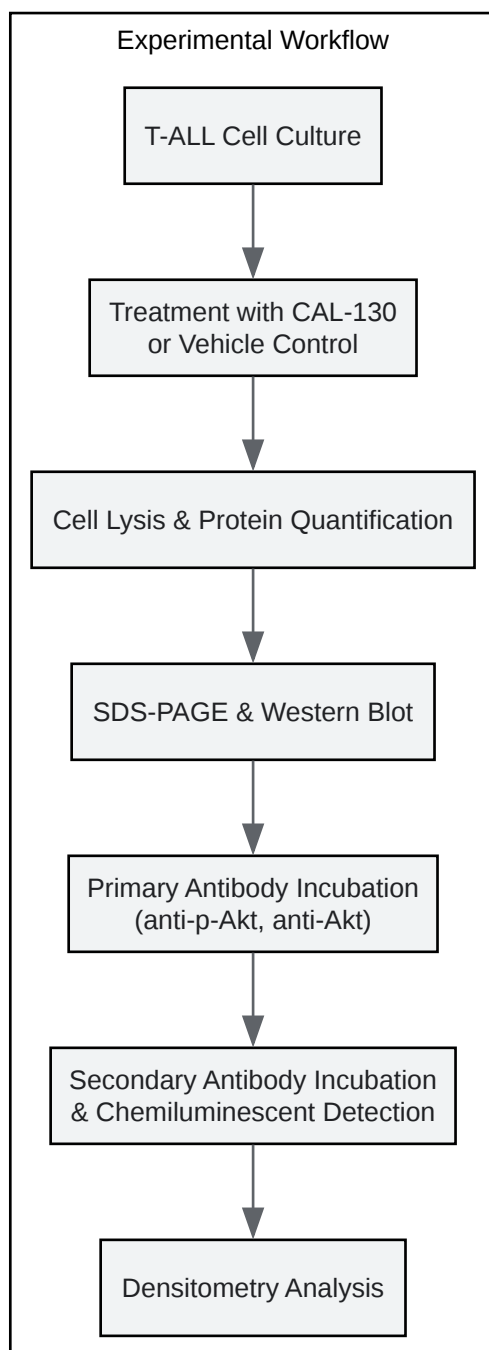 Experimental Workflow
T-ALL Cell Culture
Treatment with CAL-130
or Vehicle Control
Cell Lysis & Protein Quantification
SDS-PAGE & Western Blot
Primary Antibody Incubation
(anti-p-Akt, anti-Akt)
Secondary Antibody Incubation
& Chemiluminescent Detection
Densitometry Analysis